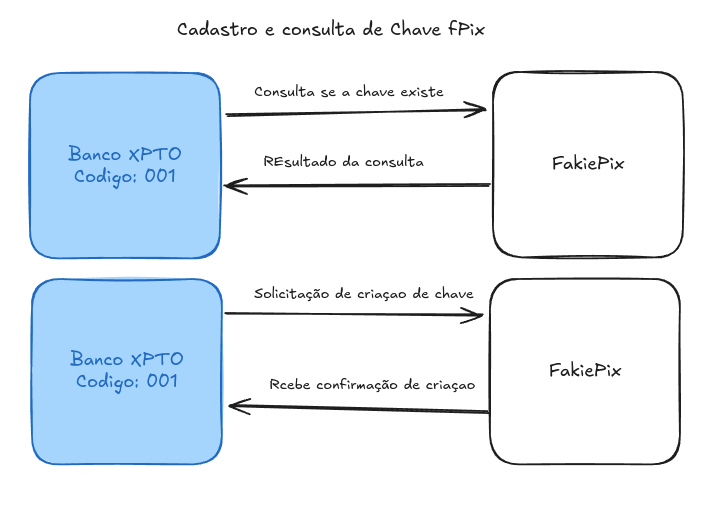 Cadastro e consulta de Chave fPix
Consulta se a chave existe
Banco XPTO
Codigo: 001
REsultado da consulta
FakiePix
Solicitação de criaçao de chave
Banco XPTO
Codigo: 001
FakiePix
Rcebe confirmação de criaçao